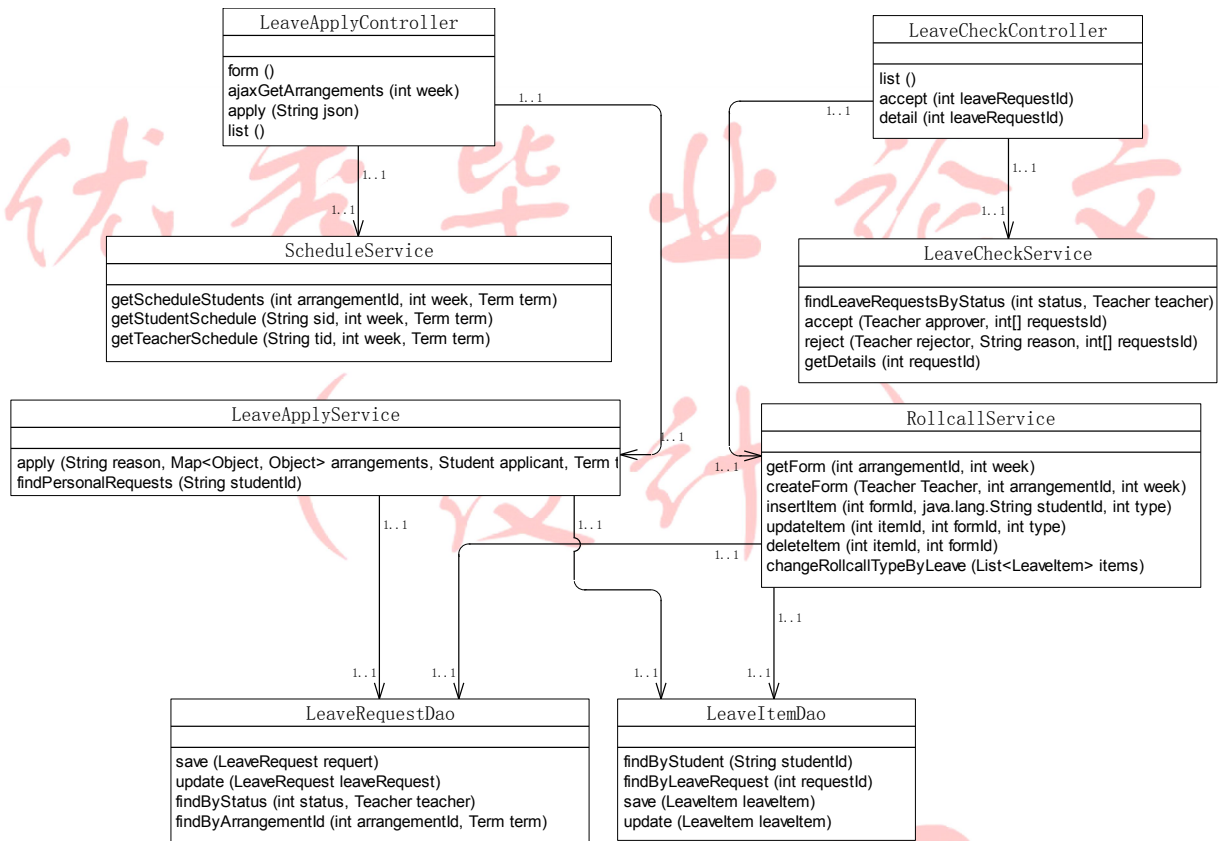 LeaveApplyController
form ()
ajaxGetArrangements (int week)
apply (String json)
list ()
LeaveCheckController
list ()
accept (int leaveRequestId)
detail (int leaveRequestId)
1..1
1..1
1..1
1..1
1..1
1..1
优秀毕业论文
ScheduleService
getScheduleStudents (int arrangementId, int week, Term term)
getStudentSchedule (String sid, int week, Term term)
getTeacherSchedule (String tid, int week, Term term)
LeaveCheckService
findLeaveRequestsByStatus (int status, Teacher teacher)
accept (Teacher approver, int[] requestsId)
reject (Teacher rejector, String reason, int[] requestsId)
getDetails (int requestId)
（设计
LeaveApplyService
apply (String reason, Map<Object, Object> arrangements, Student applicant, Term t
findPersonalRequests (String studentId)
1..1
1..1
RollcallService
getForm (int arrangementId, int week)
createForm (Teacher Teacher, int arrangementId, int week)
insertItem (int formId, java.lang.String studentId, int type)
updateItem (int itemId, int formId, int type)
deleteItem (int itemId, int formId)
changeRollcallTypeByLeave (List<LeaveItem> items)
1..1
1..1
1..1
1..1
1..1
1..1
1..1
1..1
LeaveRequestDao
save (LeaveRequest requert)
update (LeaveRequest leaveRequest)
findByStatus (int status, Teacher teacher)
findByArrangementId (int arrangementId, Term term)
LeaveItemDao
findByStudent (String studentId)
findByLeaveRequest (int requestId)
save (LeaveItem leaveItem)
update (LeaveItem leaveItem)